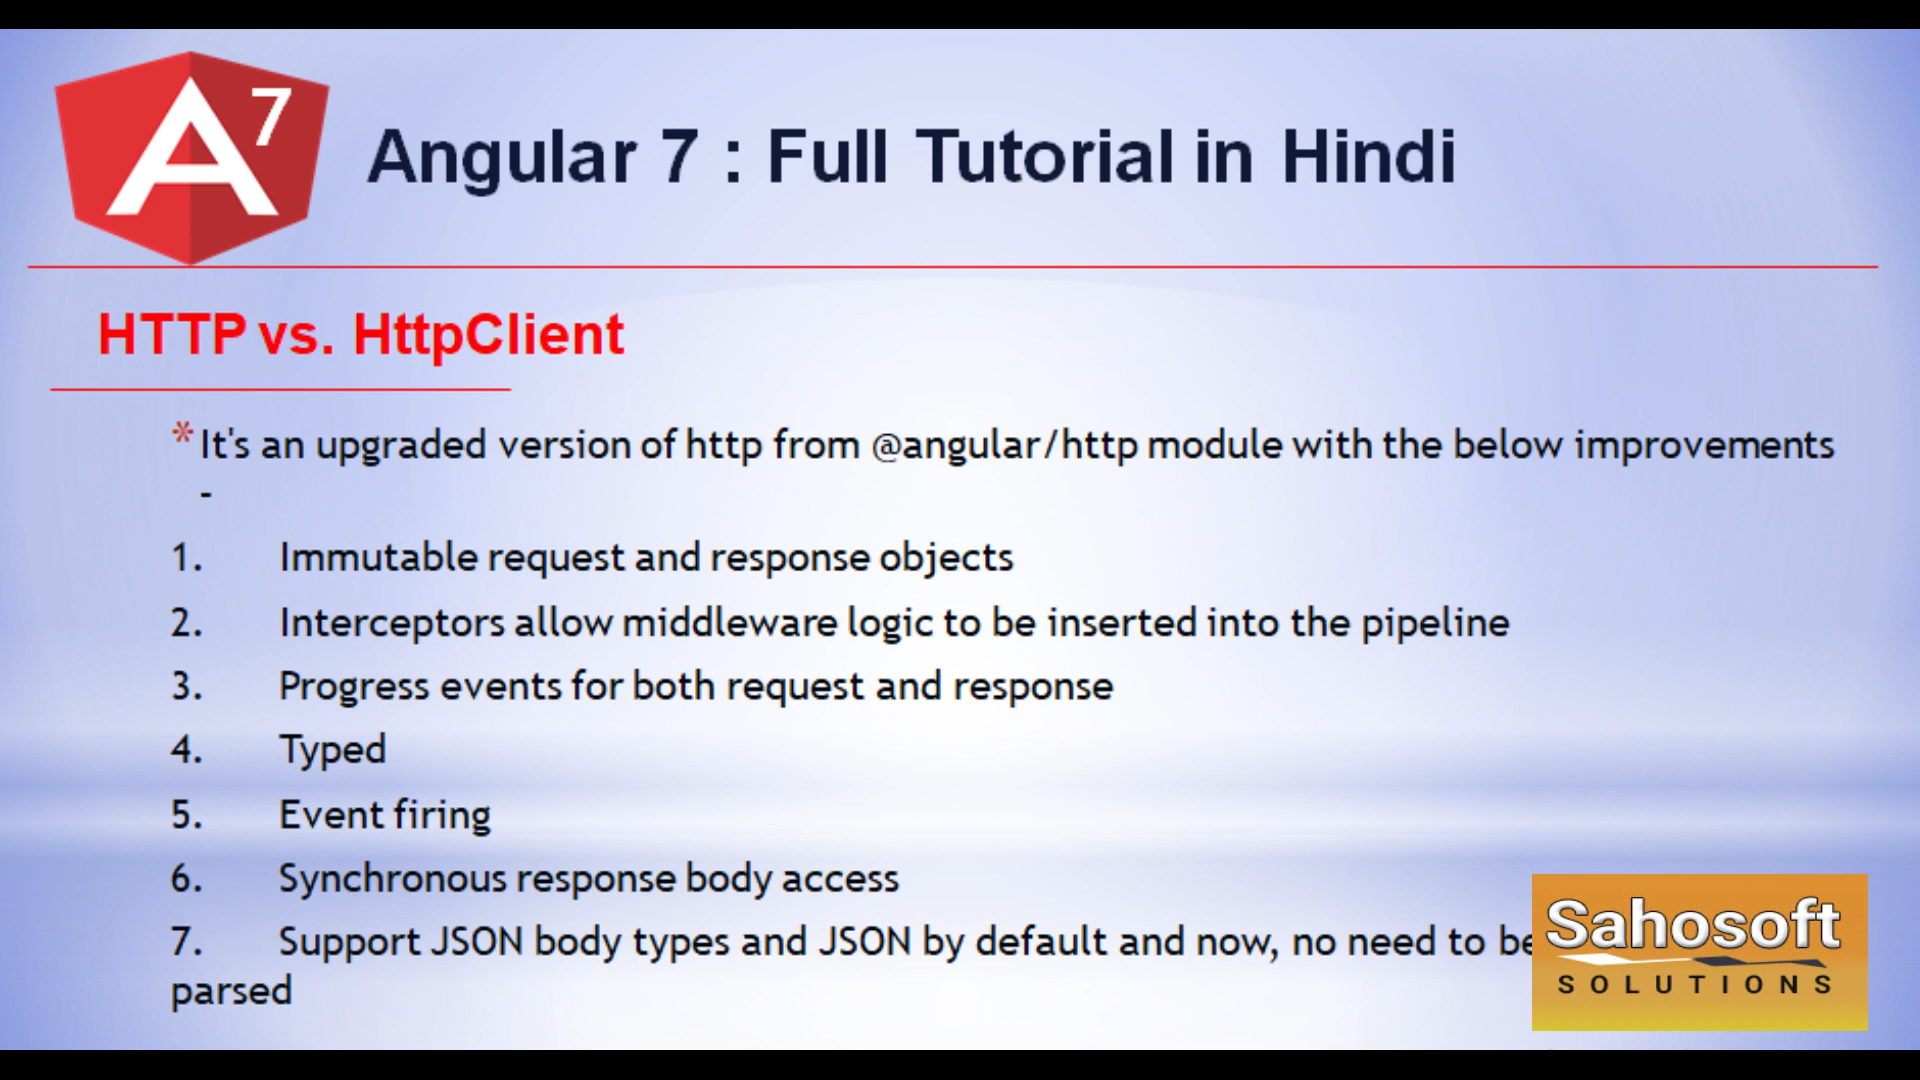 A7
Angular 7 : Full Tutorial in Hindi
HTTP vs. HttpClient
* It's an upgraded version of http from @angular/http module with the below improvements
-
1. Immutable request and response objects
2. Interceptors allow middleware logic to be inserted into the pipeline
3. Progress events for both request and response
4. Typed
5. Event firing
6. Synchronous response body access
7. Support JSON body types and JSON by default and now, no need to be
parsed
Sahosoft
SOLUTIONS